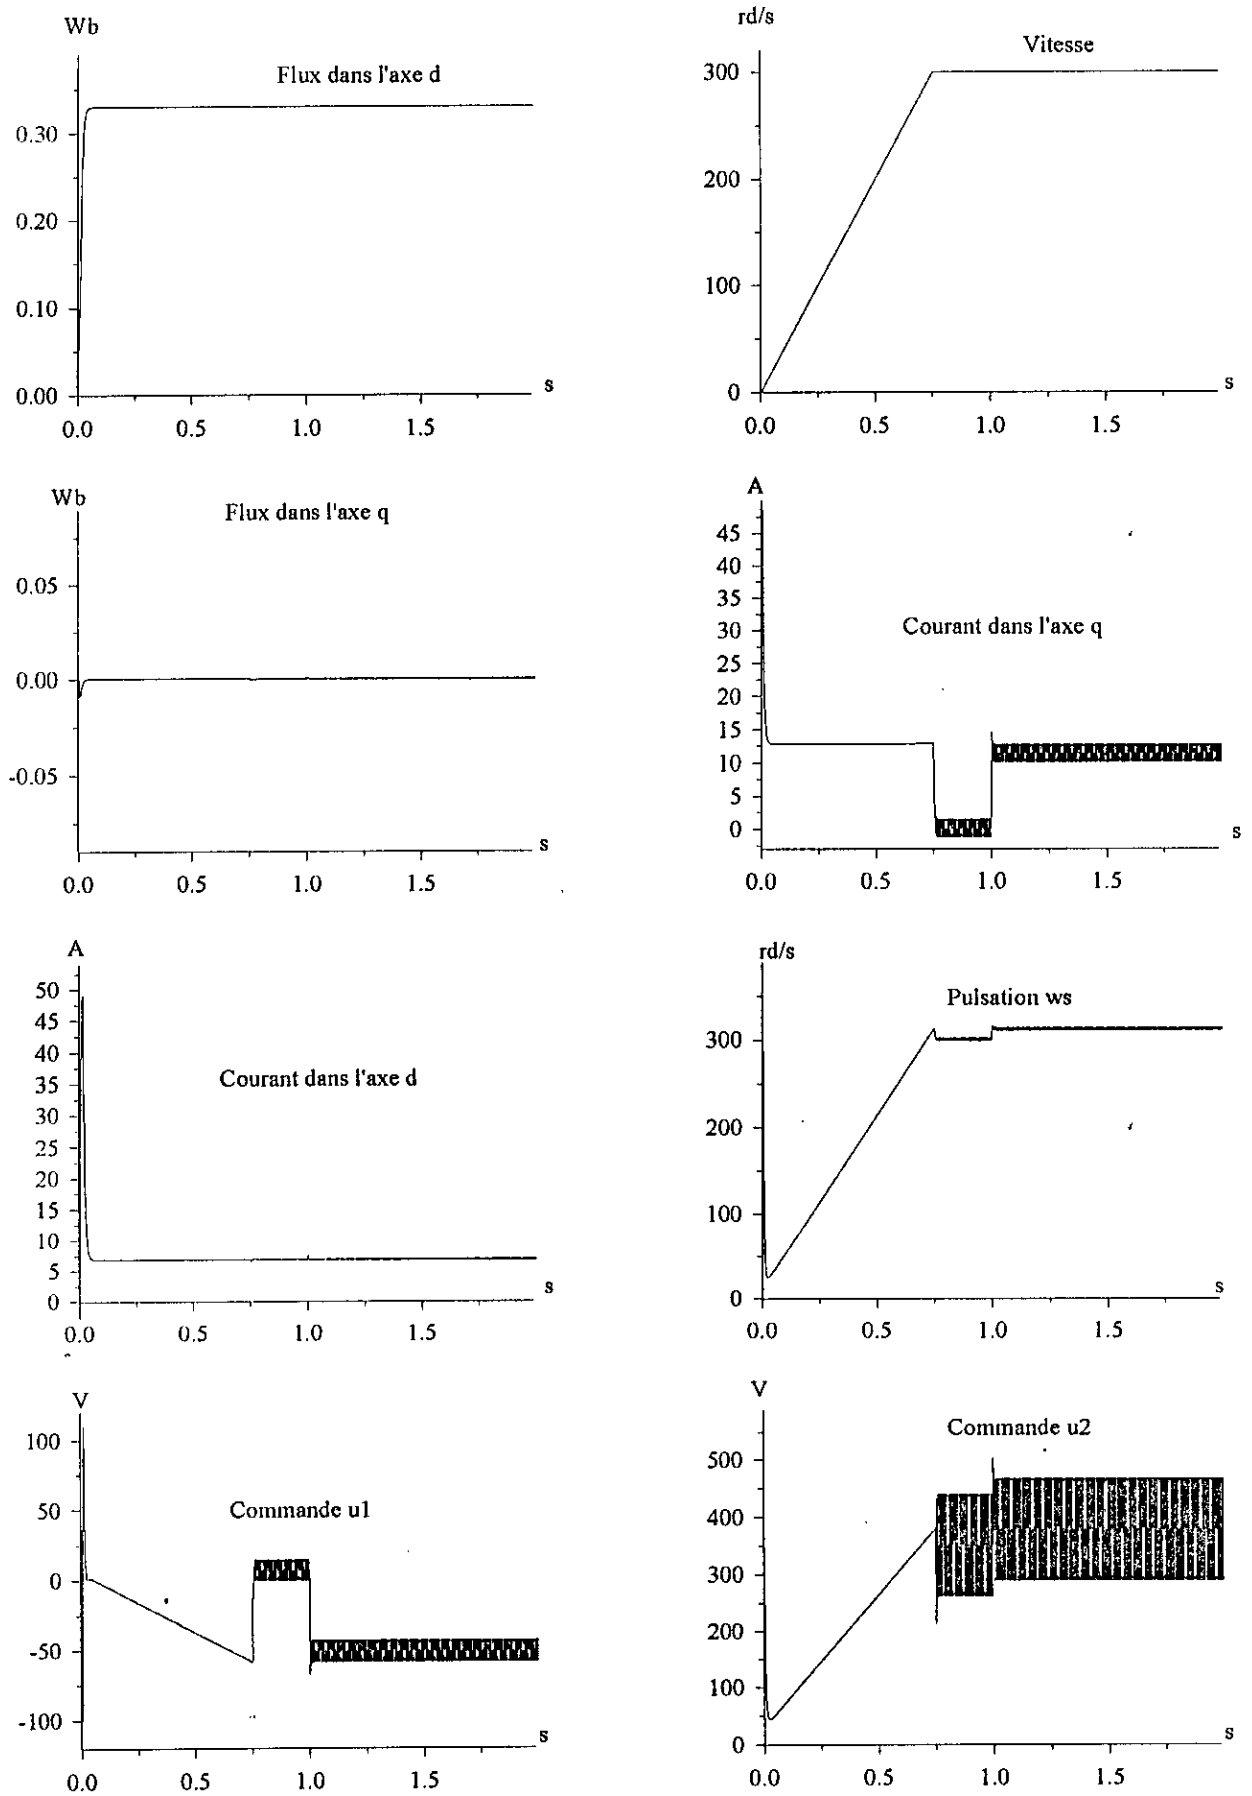 Wb
Flux dans l'axe d
0.30
0.20
0.10
0.00
s
0.0 0.5 1.0 1.5
rd/s
Vitesse
300
200
100
0
s
0.0 0.5 1.0 1.5
Wb
Flux dans l'axe q
0.05
0.00
-0.05
s
0.0 0.5 1.0 1.5
A
45
40
35
30
Courant dans l'axe q
25
20
15
10
5
0
s
0.0 0.5 1.0 1.5
A
50
45
40
35
Courant dans l'axe d
30
25
20
15
10
5
0
s
0.0 0.5 1.0 1.5
rd/s
Pulsation ws
300
200
100
0
s
0.0 0.5 1.0 1.5
V
100
50
Commande u1
0
-50
-100
s
0.0 0.5 1.0 1.5
V
Commande u2
500
400
300
200
100
0
s
0.0 0.5 1.0 1.5